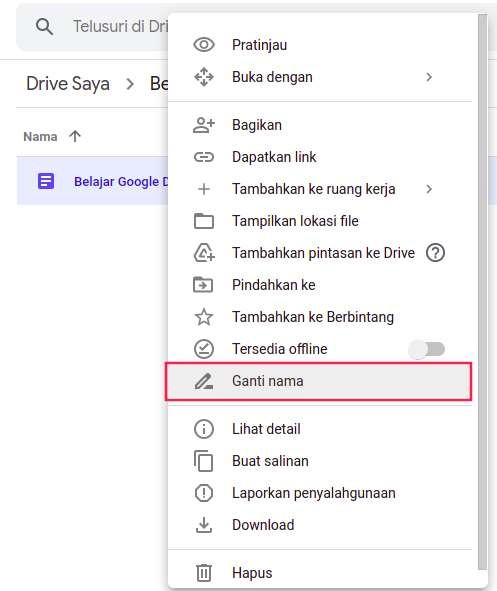 Telusuri di Dri
Drive Saya > Be
Nama
Belajar Google D
Pratinjau
Buka dengan
Bagikan
Dapatkan link
Tambahkan ke ruang kerja
Tampilkan lokasi file
Tambahkan pintasan ke Drive
Pindahkan ke
Tambahkan ke Berbintang
Tersedia offline
Ganti nama
Lihat detail
Buat salinan
Laporkan penyalahgunaan
Download
Hapus